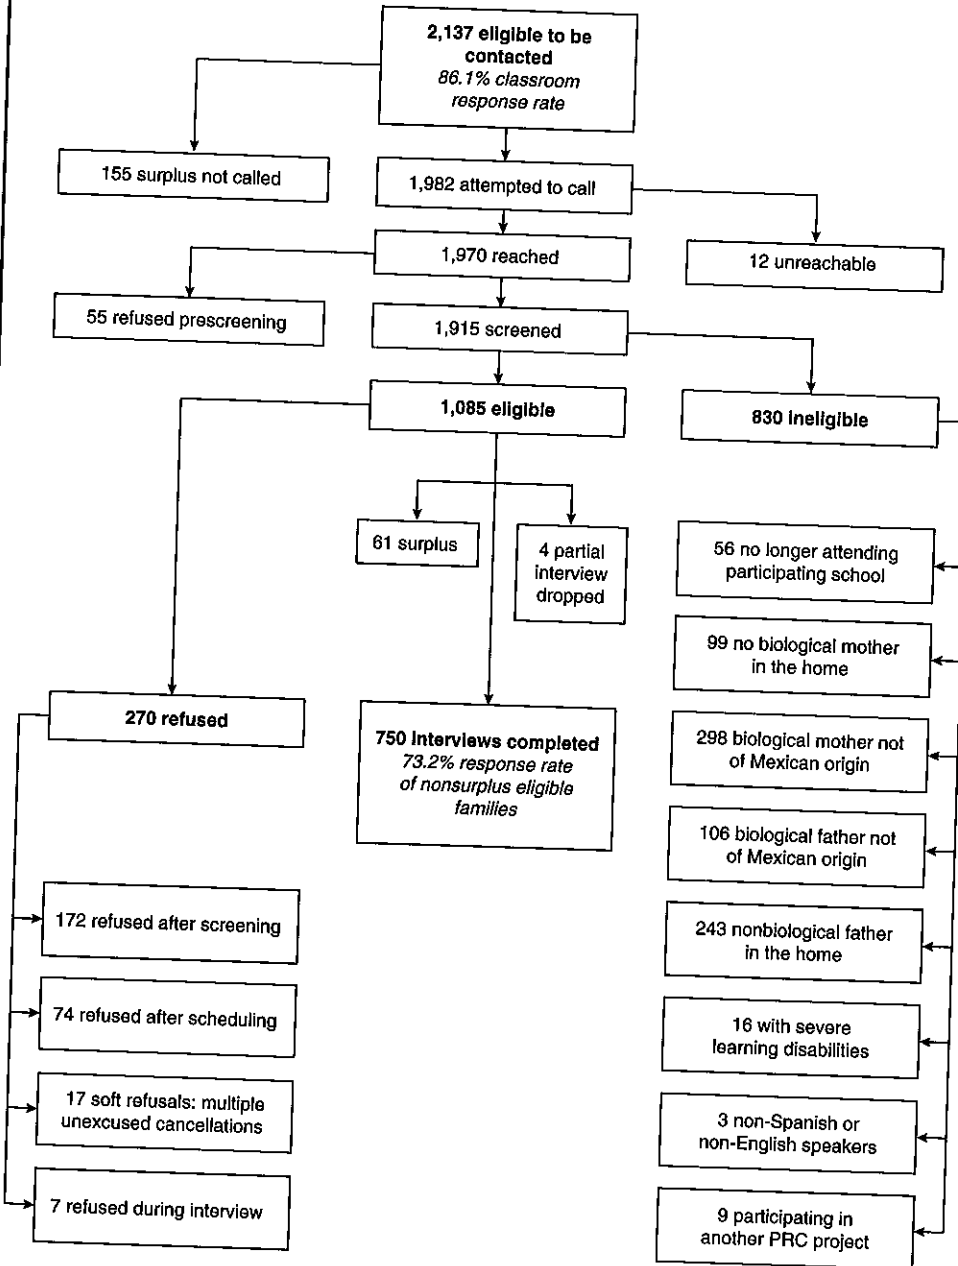 2,137 eligible to be
contacted
86.1% classroom
response rate
155 surplus not called
1,982 attempted to call
1,970 reached
12 unreachable
55 refused prescreening
1,915 screened
1,085 eligible
830 ineligible
61 surplus
4 partial
interview
dropped
56 no longer attending
participating school
99 no biological mother
in the home
270 refused
750 interviews completed
73.2% response rate
of nonsurplus eligible
families
298 biological mother not
of Mexican origin
106 biological father not
of Mexican origin
172 refused after screening
243 nonbiological father
in the home
74 refused after scheduling
16 with severe
learning disabilities
17 soft refusals: multiple
unexcused cancellations
3 non-Spanish or
non-English speakers
7 refused during interview
9 participating in
another PRC project